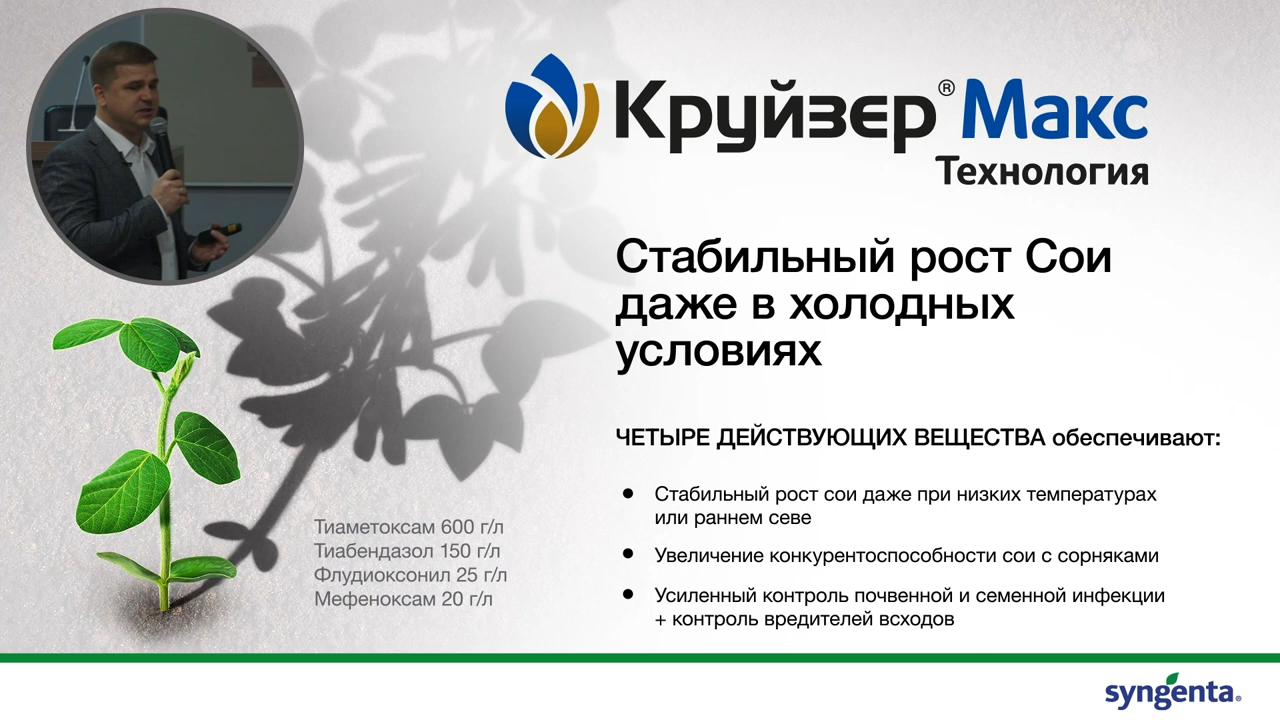 Круйзер® Макс
Технология
Стабильный рост Сои
даже в холодных
условиях
ЧЕТЫРЕ ДЕЙСТВУЮЩИХ ВЕЩЕСТВА обеспечивают:
● Стабильный рост сои даже при низких температурах
или раннем севе
● Увеличение конкурентоспособности сои с сорняками
● Усиленный контроль почвенной и семенной инфекции
+ контроль вредителей всходов
Тиаметоксам 600 г/л
Тиабендазол 150 г/л
Флудиоксонил 25 г/л
Мефеноксам 20 г/л
syngenta®